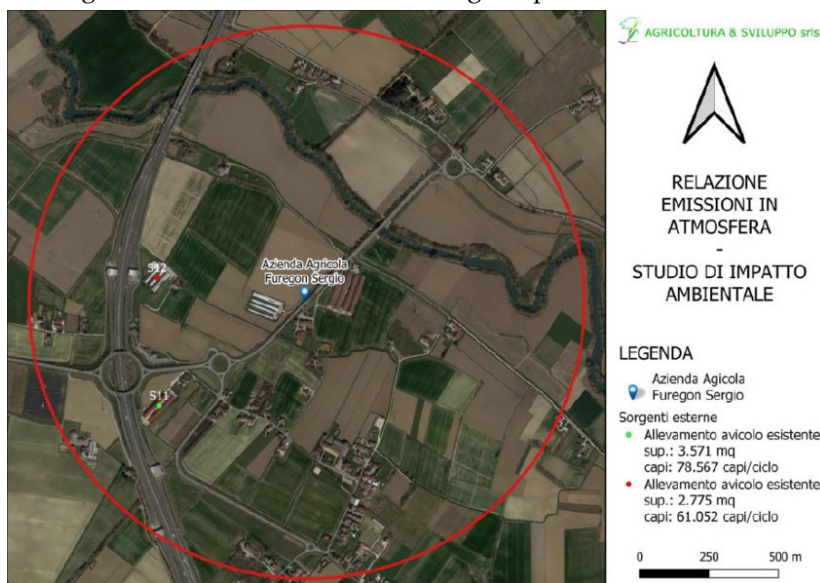 AGRICOLTURA & SVILUPPO srls
RELAZIONE
EMISSIONI IN
ATMOSFERA
-
STUDIO DI IMPATTO
AMBIENTALE
S12
Azienda Agricola
Furegon Sergio
S11
LEGENDA
Azienda Agicola
Furegon Sergio
Sorgenti esterne
Allevamento avicolo esistente
sup.: 3.571 mq
capi: 78.567 capi/ciclo
Allevamento avicolo esistente
sup.: 2.775 mq
capi: 61.052 capi/ciclo
0 250 500 m